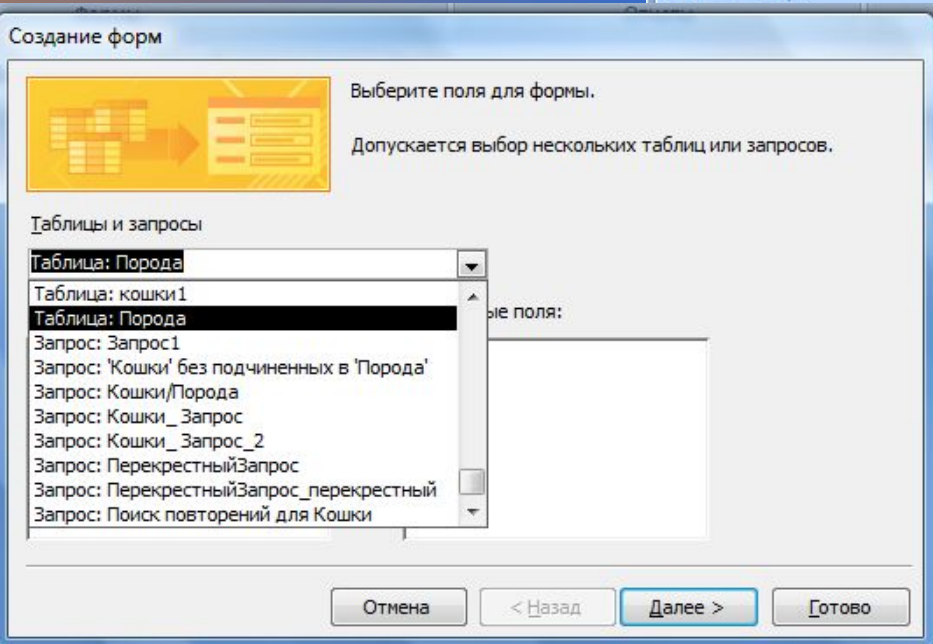 Создание форм
Выберите поля для формы.
Допускается выбор нескольких таблиц или запросов.
Таблицы и запросы
Таблица: Порода
Таблица: кошки1
Таблица: Порода
ые поля:
Запрос: Запрос1
Запрос: 'Кошки' без подчиненных в 'Порода'
Запрос: Кошки/Порода
Запрос: Кошки_ Запрос
Запрос: Кошки_ Запрос_2
Запрос: ПерекрестныйЗапрос
Запрос: ПерекрестныйЗапрос_перекрестный
Запрос: Поиск повторений для Кошки
Отмена
< Назад
Далее >
Готово